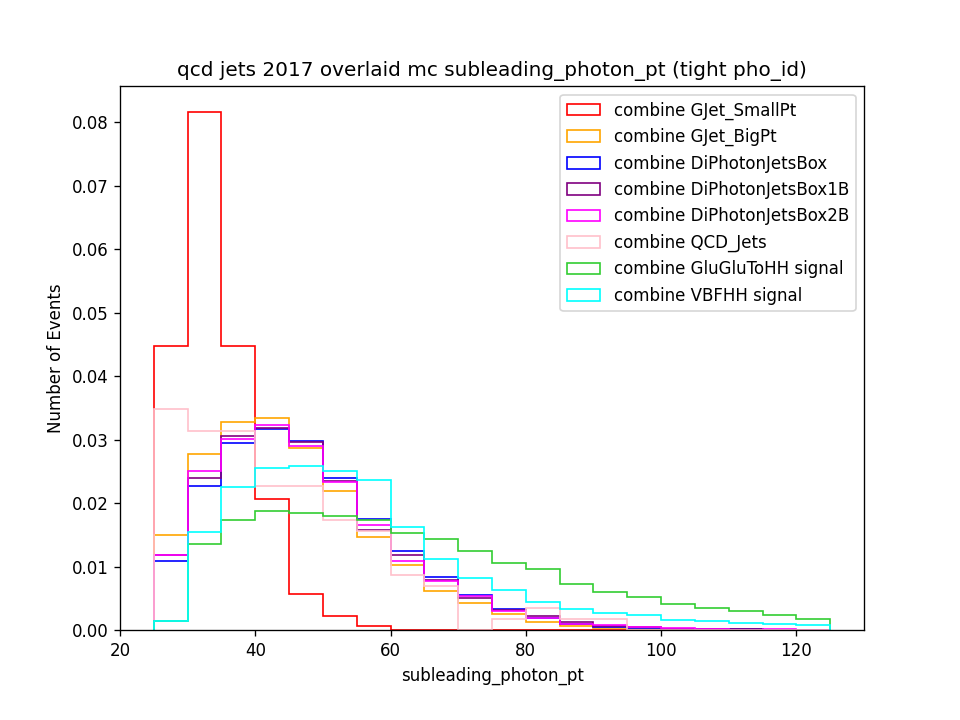 qcd jets 2017 overlaid mc subleading_photon_pt (tight pho_id)
combine GJet_SmallPt
combine GJet_BigPt
combine DiPhotonJetsBox
combine DiPhotonJetsBox1B
combine DiPhotonJetsBox2B
combine QCD_Jets
combine GluGluToHH signal
combine VBFHH signal
Number of Events
0.08
0.07
0.06
0.05
0.04
0.03
0.02
0.01
0.00
20 40 60 80 100 120
subleading_photon_pt